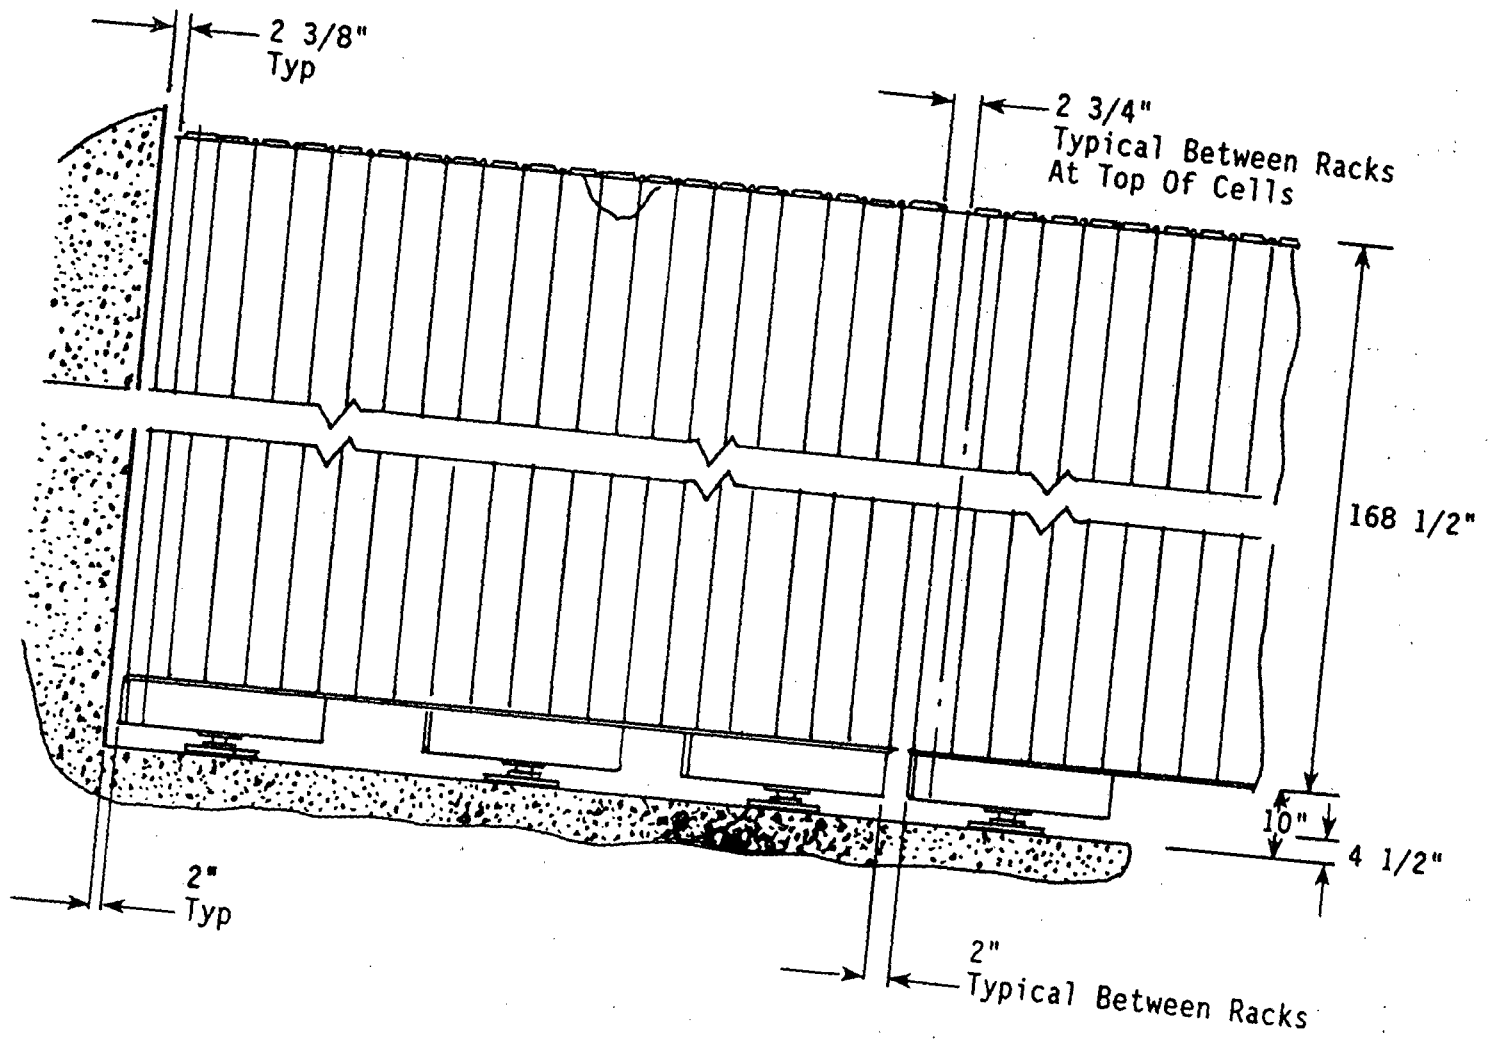 2 3/8"
Typ
2 3/4"
Typical Between Racks
At Top Of Cells
168 1/2"
10"
4 1/2"
2"
Typ
2"
Typical Between Racks